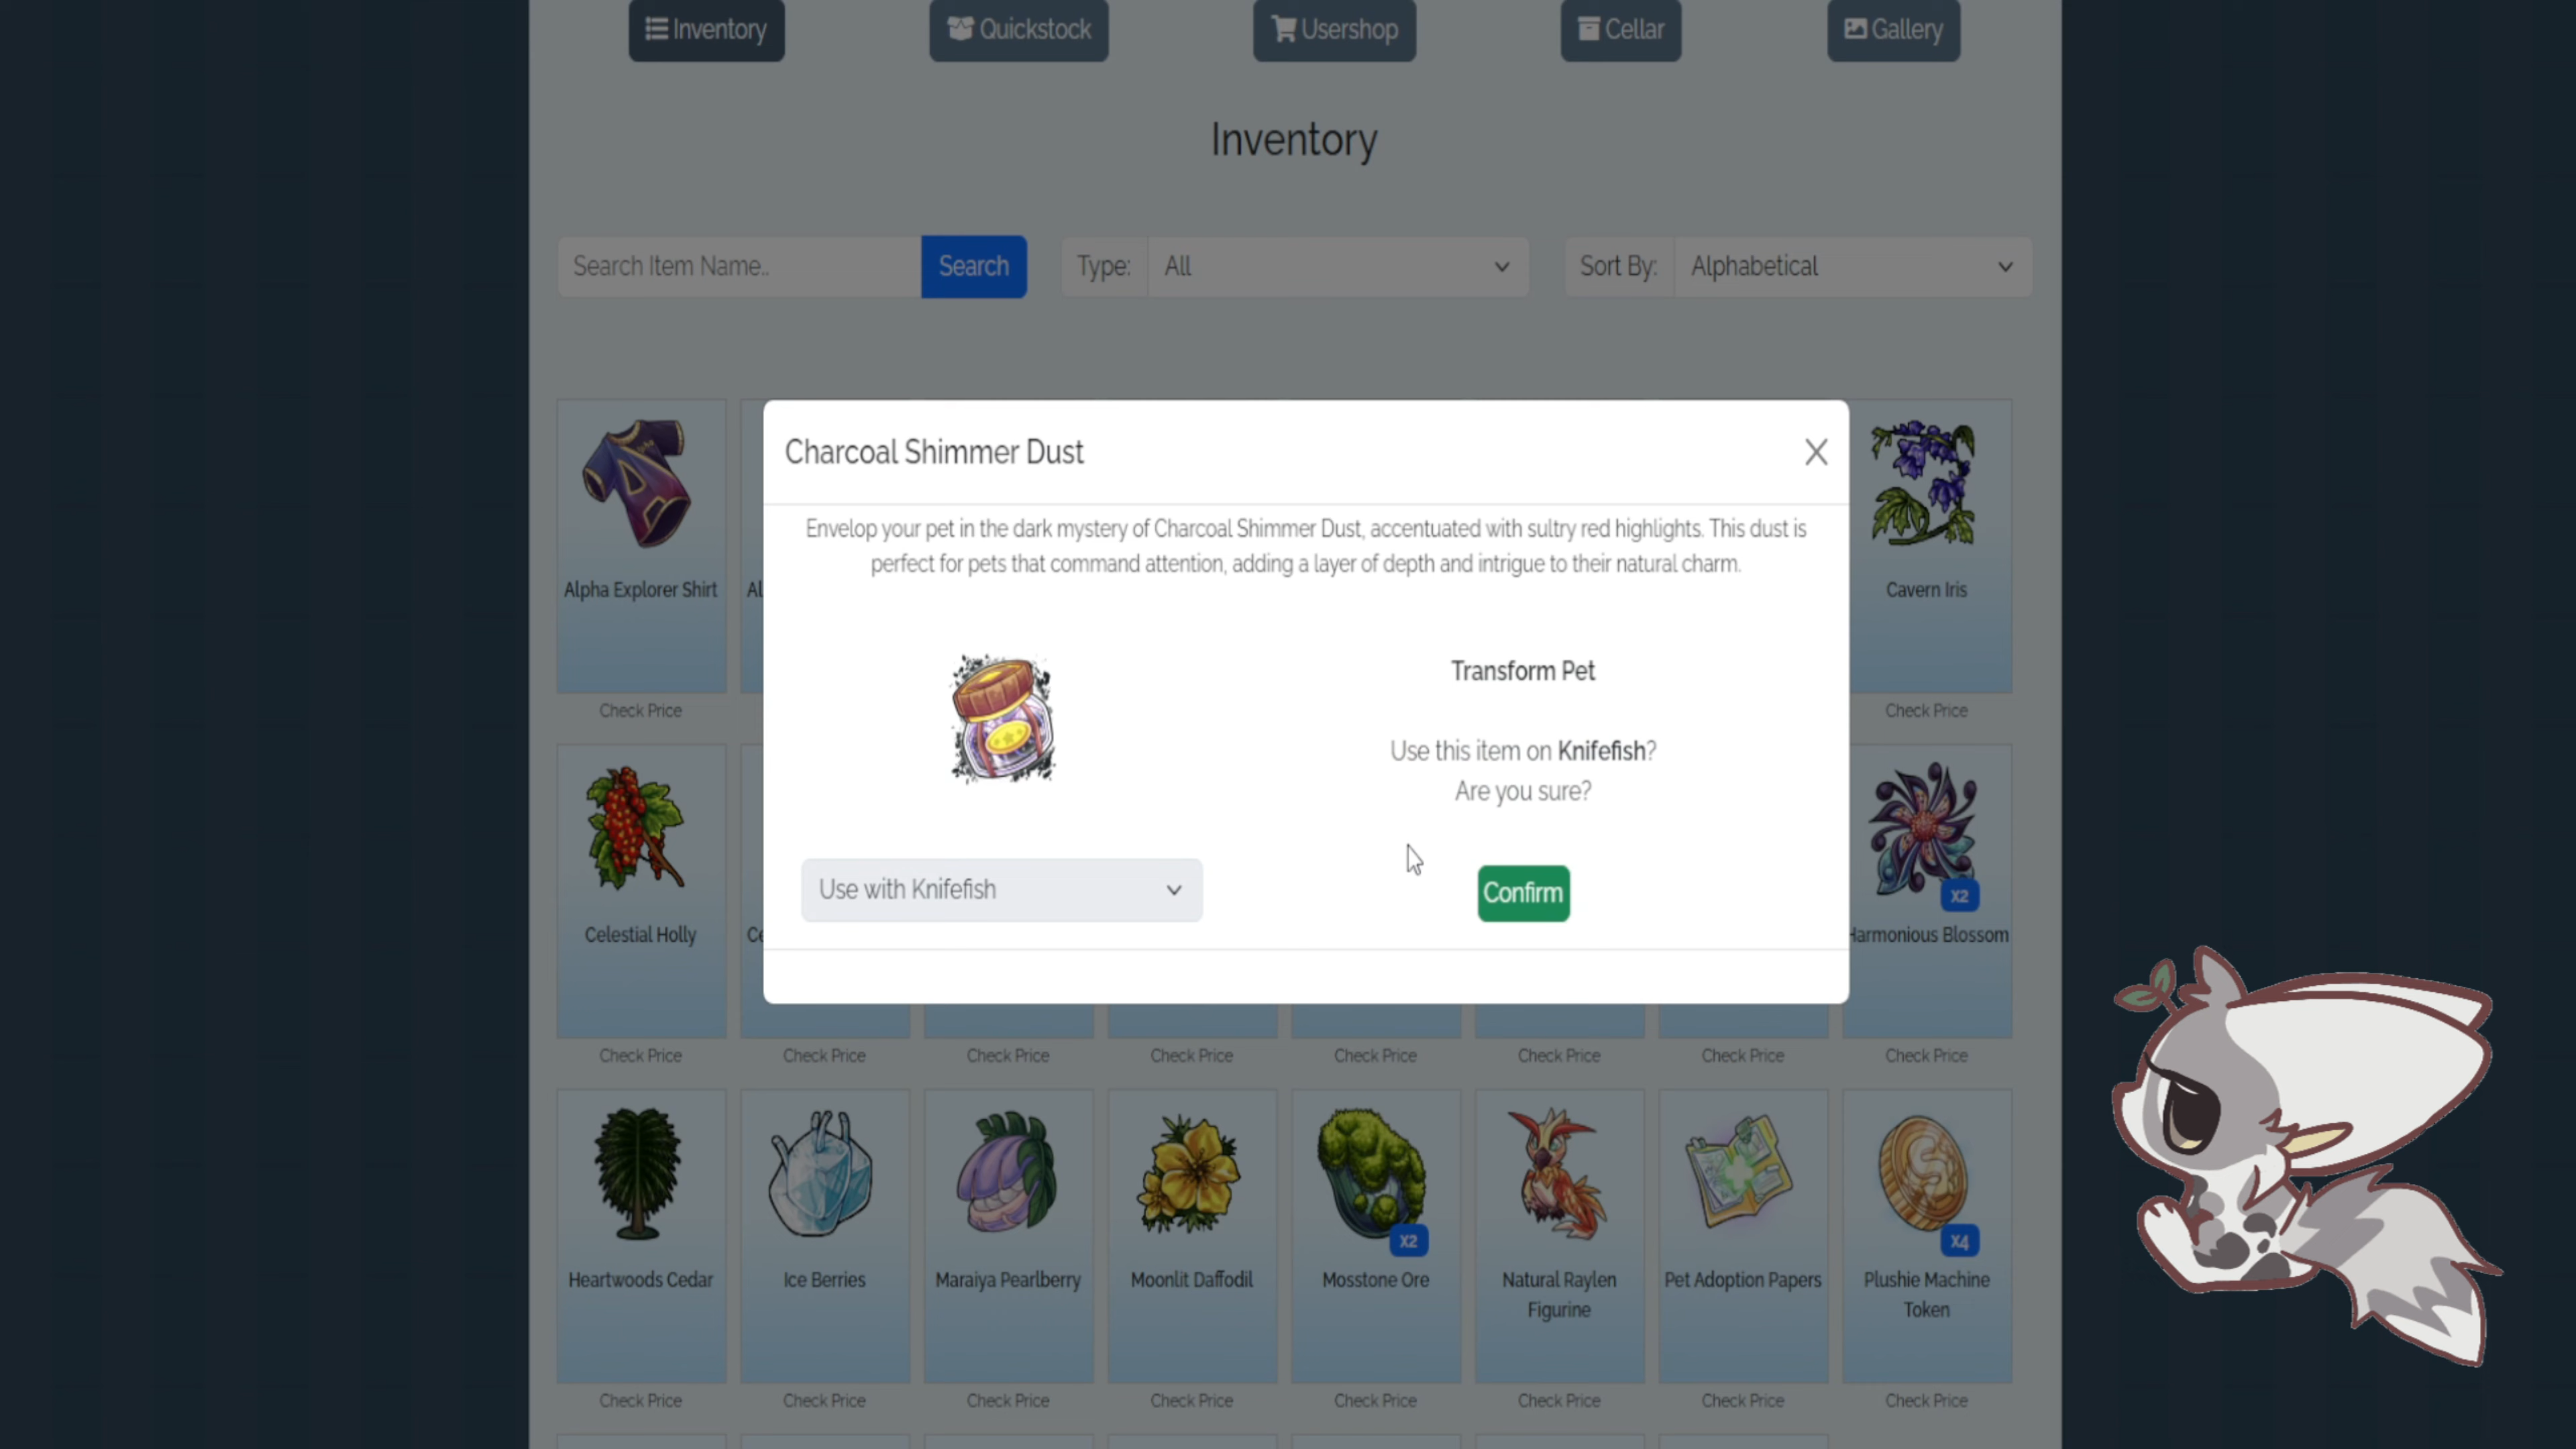 Inventory
Quickstock
Usershop
Cellar
Gallery
Inventory
Search Item Name..
Search
Type:
All
Sort By:
Alphabetical
Charcoal Shimmer Dust
Envelop your pet in the dark mystery of Charcoal Shimmer Dust, accentuated with sultry red highlights. This dust is
perfect for pets that command attention, adding a layer of depth and intrigue to their natural charm.
Transform Pet
Use this item on Knifefish?
Are you sure?
Use with Knifefish
Confirm
Alpha Explorer Shirt
Cavern Iris
Check Price
Check Price
X2
Celestial Holly
Harmonious Blossom
Check Price
Check Price
Check Price
Check Price
Check Price
Check Price
Check Price
Check Price
X2
X4
Heartwoods Cedar
Ice Berries
Maraiya Pearlberry
Moonlit Daffodil
Mosstone Ore
Natural Raylen
Figurine
Pet Adoption Papers
Plushie Machine
Token
Check Price
Check Price
Check Price
Check Price
Check Price
Check Price
Check Price
Check Price